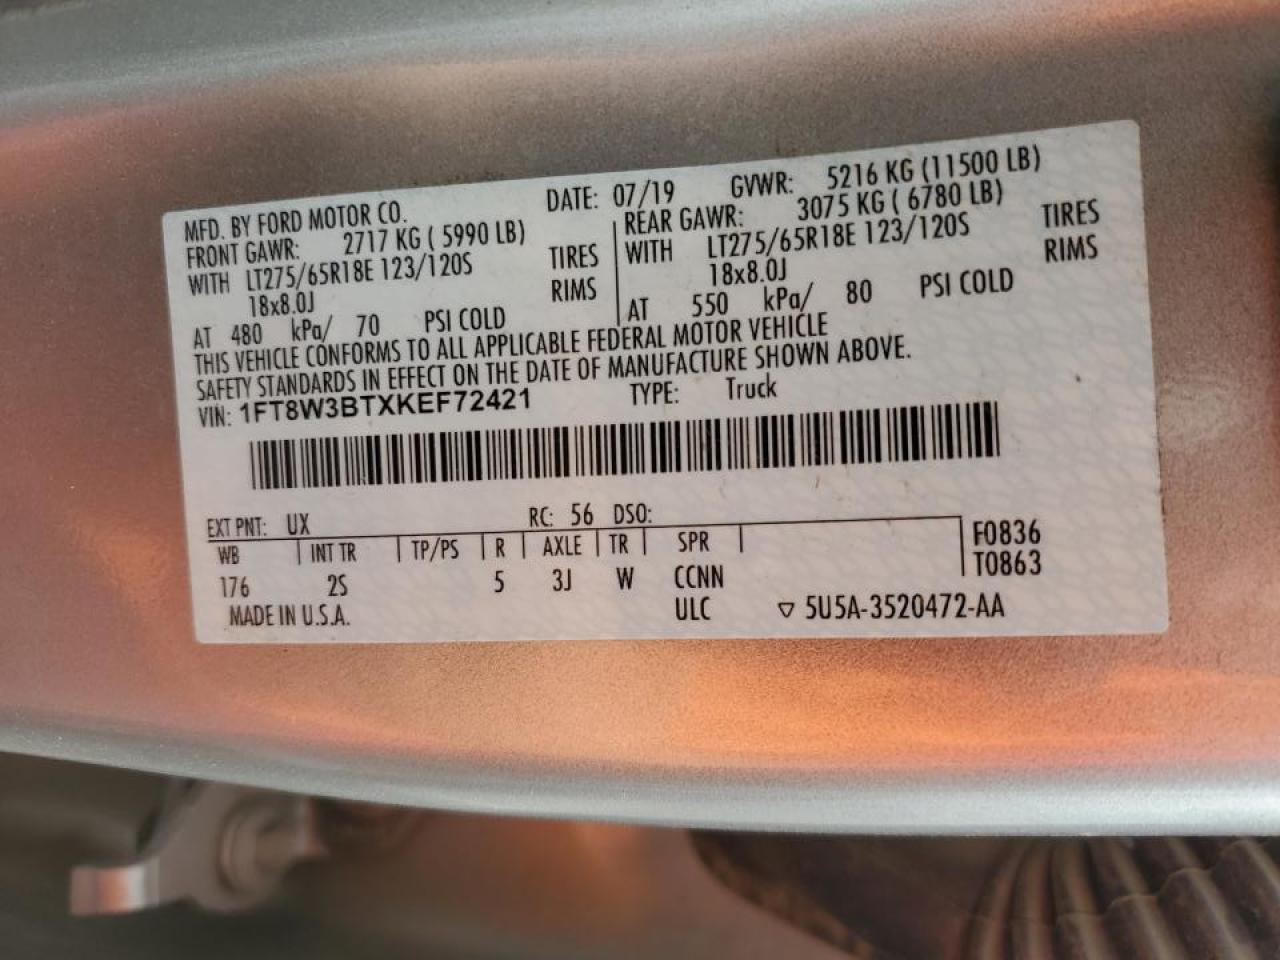 MFD. BY FORD MOTOR CO. DATE: 07/19 GVWR: 5216 KG (11500 LB)
FRONT GAWR: 2717 KG ( 5990 LB) REAR GAWR: 3075 KG ( 6780 LB)
WITH LT275/65R18E 123/120S TIRES WITH LT275/65R18E 123/120S TIRES
18x8.0J RIMS 18x8.0J RIMS
AT 480 kPa/ 70 PSI COLD AT 550 kPa/ 80 PSI COLD
THIS VEHICLE CONFORMS TO ALL APPLICABLE FEDERAL MOTOR VEHICLE
SAFETY STANDARDS IN EFFECT ON THE DATE OF MANUFACTURE SHOWN ABOVE.
VIN: 1FT8W3BTXKEF72421 TYPE: Truck
EXT PNT: UX RC: 56 DSO:
WB INT TR TP/PS R AXLE TR SPR F0836
176 2S 5 3J W CCNN T0863
MADE IN U.S.A. ULC ▽ 5U5A-3520472-AA